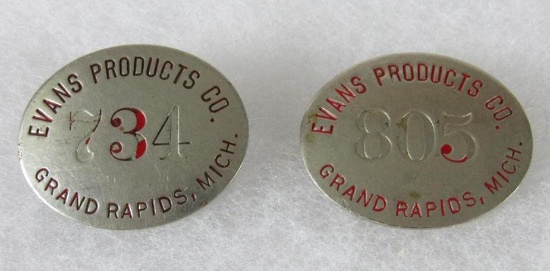 EVANS PRODUCTS CO.
734
GRAND RAPIDS, MICH.
EVANS PRODUCTS CO.
805
GRAND RAPIDS, MICH.